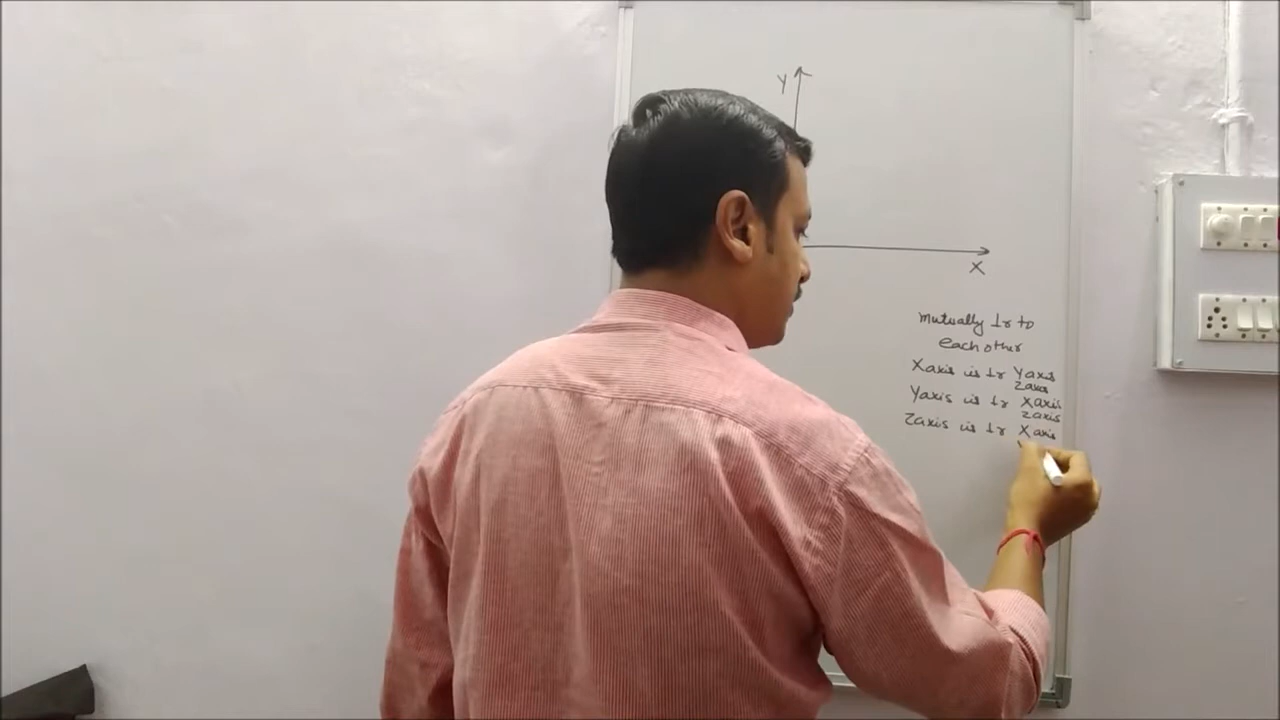 Y
X
Mutually ⊥r to
each other
X axis is ⊥r Y axis
Z axis
Y axis is ⊥r X axis
Z axis
Z axis is ⊥r X axis